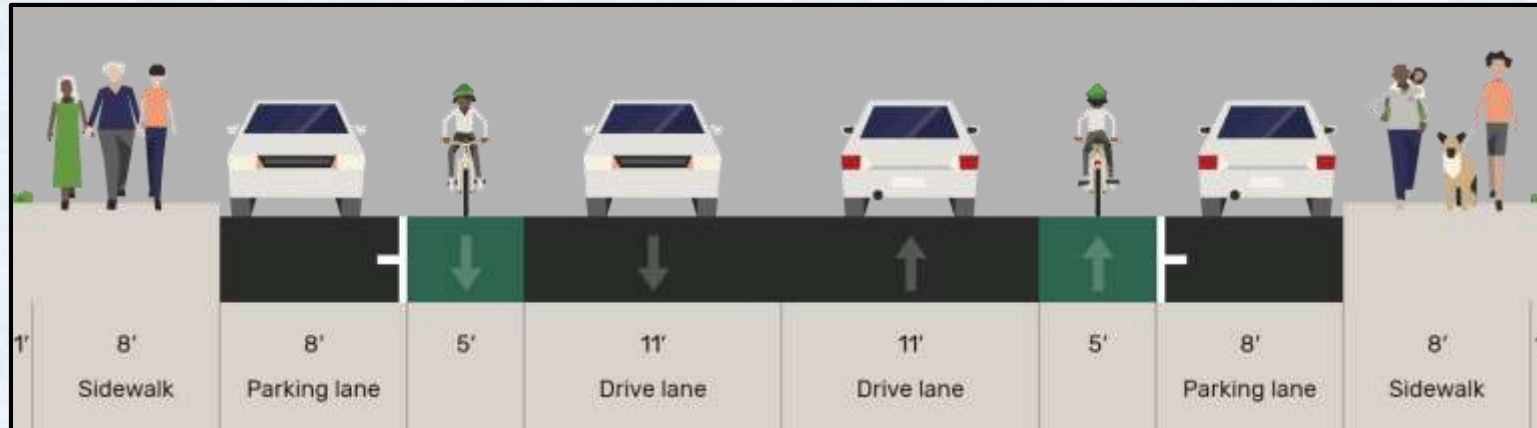 1' 8' 8' 5' 11' 11' 5' 8' 8'
Sidewalk Parking lane Drive lane Drive lane Parking lane Sidewalk